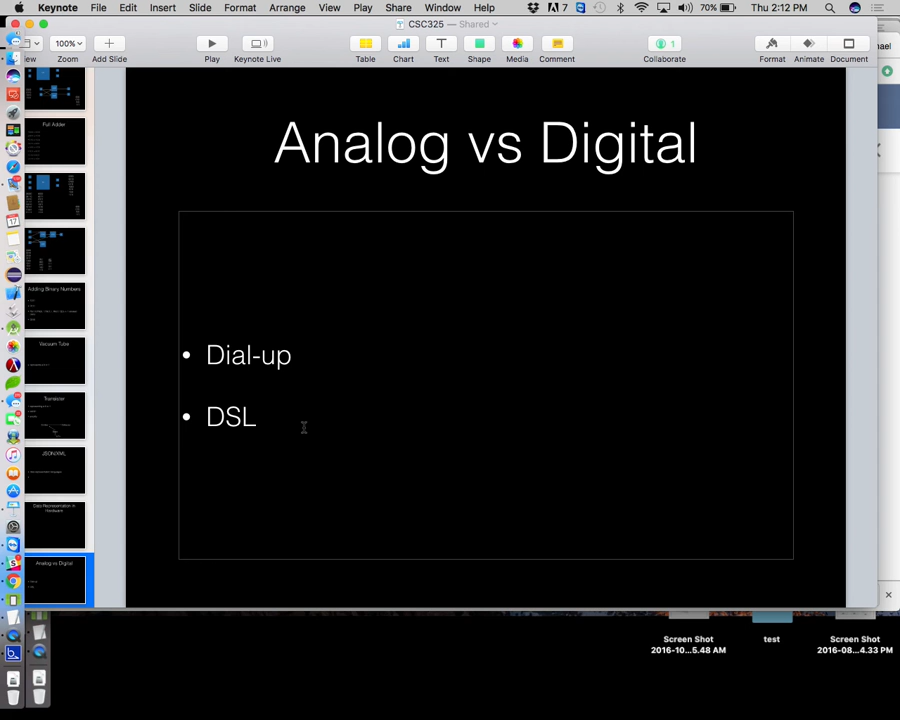 Keynote File Edit Insert Slide Format Arrange View Play Share Window Help 7 70% Thu 2:12 PM
CSC325 — Shared
100%
1
Zoom Add Slide Play Keynote Live Table Chart Text Shape Media Comment Collaborate Format Animate Document
Full Adder
Adding Binary Numbers
Vacuum Tube
Transistor
JSON/XML
Data Representation in
Hardware
Analog vs Digital
17
Analog vs Digital
• Dial-up
• DSL
Screen Shot
2016-10...5.48 AM
test
Screen Shot
2016-08....4.33 PM